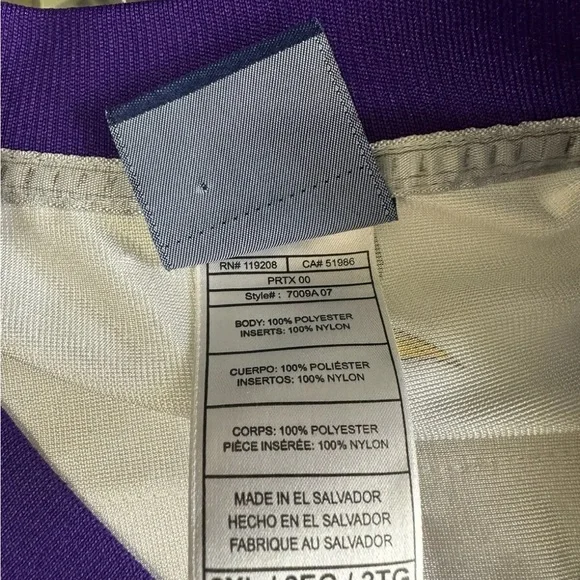 RN# 119208 CA# 51986
PRTX 00
Style# : 7009A 07
BODY: 100% POLYESTER
INSERTS: 100% NYLON
CUERPO: 100% POLIÉSTER
INSERTOS: 100% NYLON
CORPS: 100% POLYESTER
PIÈCE INSÉRÉE: 100% NYLON
MADE IN EL SALVADOR
HECHO EN EL SALVADOR
FABRIQUE AU SALVADOR